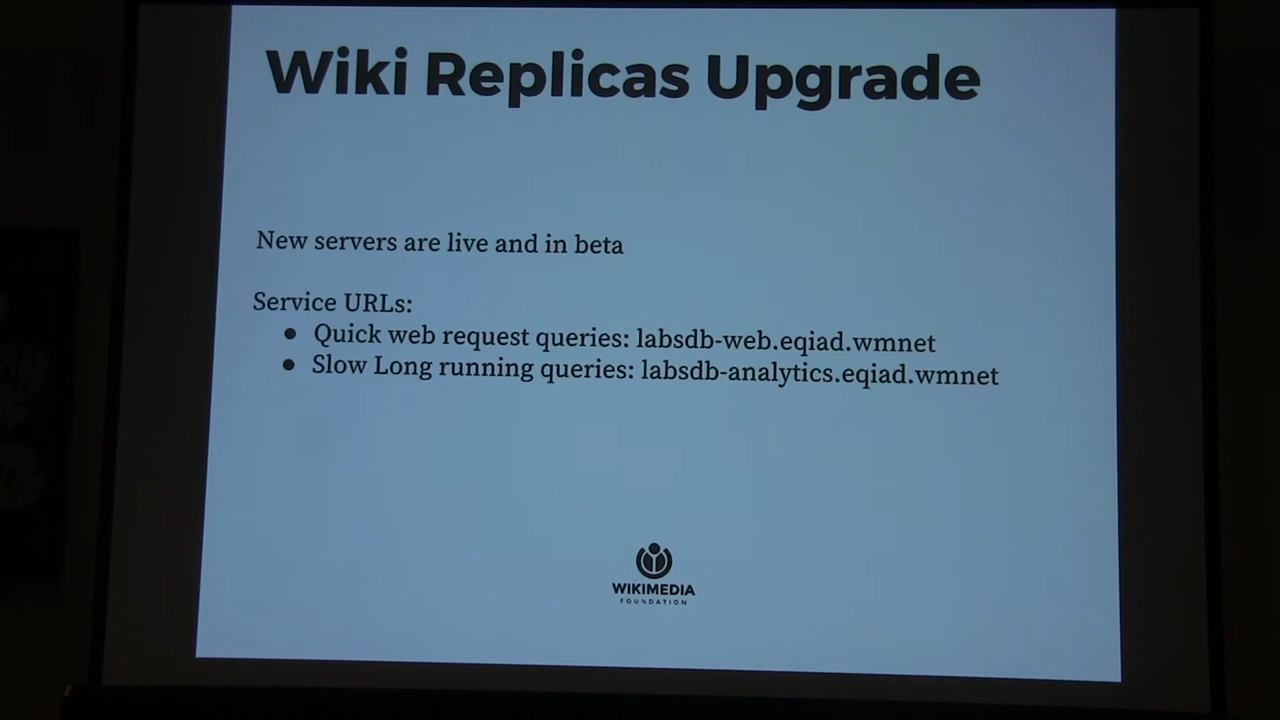 Wiki Replicas Upgrade
New servers are live and in beta
Service URLs:
● Quick web request queries: labsdb-web.eqiad.wmnet
● Slow Long running queries: labsdb-analytics.eqiad.wmnet
WIKIMEDIA
FOUNDATION